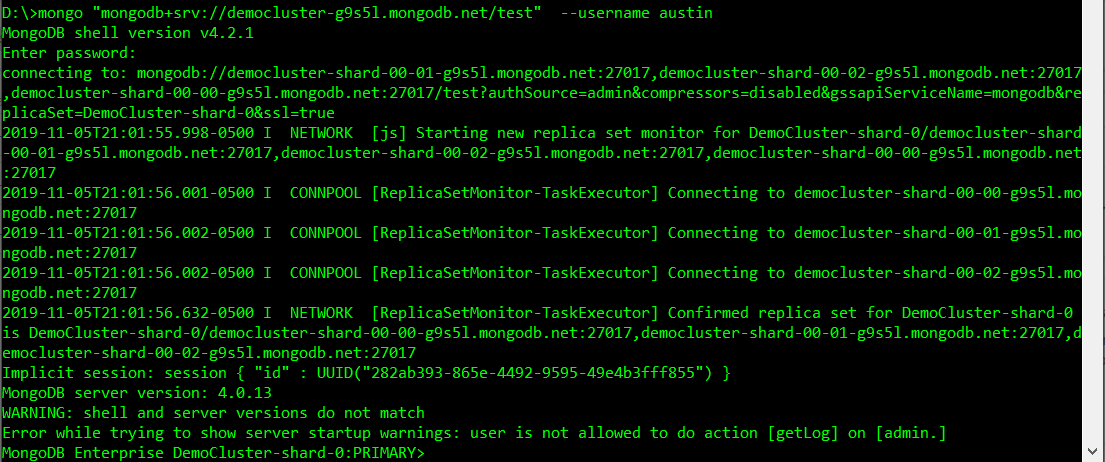 D:\>mongo "mongodb+srv://democluster-g9s5l.mongodb.net/test"  --username austin
MongoDB shell version v4.2.1
Enter password:
connecting to: mongodb://democluster-shard-00-01-g9s5l.mongodb.net:27017,democluster-shard-00-02-g9s5l.mongodb.net:27017
,democluster-shard-00-00-g9s5l.mongodb.net:27017/test?authSource=admin&compressors=disabled&gssapiServiceName=mongodb&re
plicaSet=DemoCluster-shard-0&ssl=true
2019-11-05T21:01:55.998-0500 I  NETWORK  [js] Starting new replica set monitor for DemoCluster-shard-0/democluster-shard
-00-01-g9s5l.mongodb.net:27017,democluster-shard-00-02-g9s5l.mongodb.net:27017,democluster-shard-00-00-g9s5l.mongodb.net
:27017
2019-11-05T21:01:56.001-0500 I  CONNPOOL [ReplicaSetMonitor-TaskExecutor] Connecting to democluster-shard-00-00-g9s5l.mo
ngodb.net:27017
2019-11-05T21:01:56.002-0500 I  CONNPOOL [ReplicaSetMonitor-TaskExecutor] Connecting to democluster-shard-00-01-g9s5l.mo
ngodb.net:27017
2019-11-05T21:01:56.002-0500 I  CONNPOOL [ReplicaSetMonitor-TaskExecutor] Connecting to democluster-shard-00-02-g9s5l.mo
ngodb.net:27017
2019-11-05T21:01:56.632-0500 I  NETWORK  [ReplicaSetMonitor-TaskExecutor] Confirmed replica set for DemoCluster-shard-0
is DemoCluster-shard-0/democluster-shard-00-00-g9s5l.mongodb.net:27017,democluster-shard-00-01-g9s5l.mongodb.net:27017,d
emocluster-shard-00-02-g9s5l.mongodb.net:27017
Implicit session: session { "id" : UUID("282ab393-865e-4492-9595-49e4b3fff855") }
MongoDB server version: 4.0.13
WARNING: shell and server versions do not match
Error while trying to show server startup warnings: user is not allowed to do action [getLog] on [admin.]
MongoDB Enterprise DemoCluster-shard-0:PRIMARY>